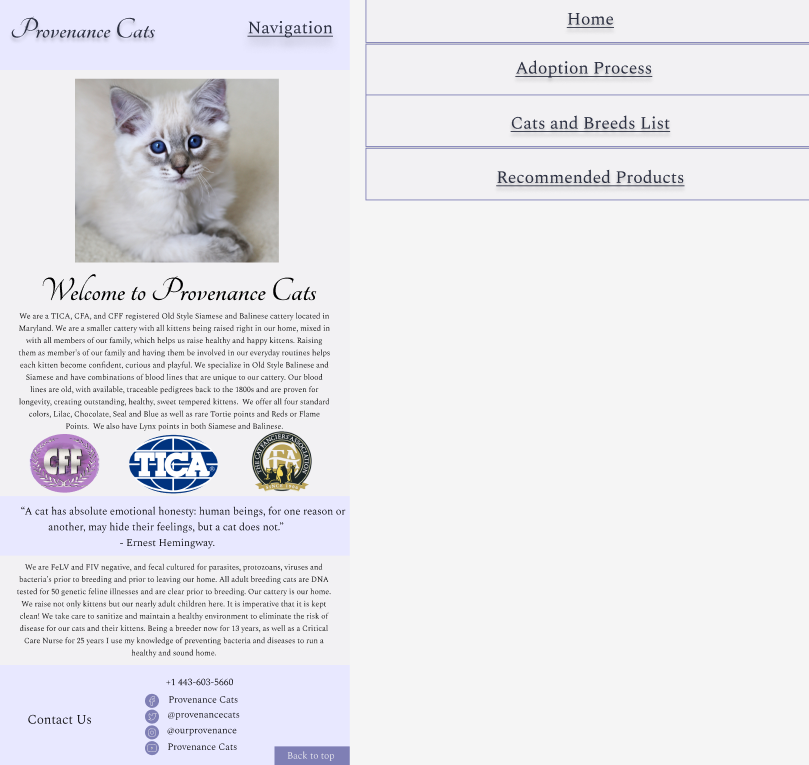 Provenance Cats
Navigation
Home
Adoption Process
Cats and Breeds List
Recommended Products
Welcome to Provenance Cats
We are a TICA, CFA, and CFF registered Old Style Siamese and Balinese cattery located in
Maryland. We are a smaller cattery with all kittens being raised right in our home, mixed in
with all members of our family, which helps us raise healthy and happy kittens. Raising
them as member's of our family and having them be involved in our everyday routines helps
each kitten become confident, curious and playful. We specialize in Old Style Balinese and
Siamese and have combinations of blood lines that are unique to our cattery. Our blood
lines are old, with available, traceable pedigrees back to the 1800s and are proven for
longevity, creating outstanding, healthy, sweet tempered kittens. We offer all four standard
colors, Lilac, Chocolate, Seal and Blue as well as rare Tortie points and Reds or Flame
Points. We also have Lynx points in both Siamese and Balinese.
CFF
TICA®
THE CAT FANCIERS' ASSOCIATION
CFA
SINCE 1906
“A cat has absolute emotional honesty: human beings, for one reason or
another, may hide their feelings, but a cat does not.”
- Ernest Hemingway.
We are FeLV and FIV negative, and fecal cultured for parasites, protozoans, viruses and
bacteria's prior to breeding and prior to leaving our home. All adult breeding cats are DNA
tested for 50 genetic feline illnesses and are clear prior to breeding. Our cattery is our home.
We raise not only kittens but our nearly adult children here. It is imperative that it is kept
clean! We take care to sanitize and maintain a healthy environment to eliminate the risk of
disease for our cats and their kittens. Being a breeder now for 13 years, as well as a Critical
Care Nurse for 25 years I use my knowledge of preventing bacteria and diseases to run a
healthy and sound home.
Contact Us
+1 443-603-5660
Provenance Cats
@provenancecats
@ourprovenance
Provenance Cats
Back to top